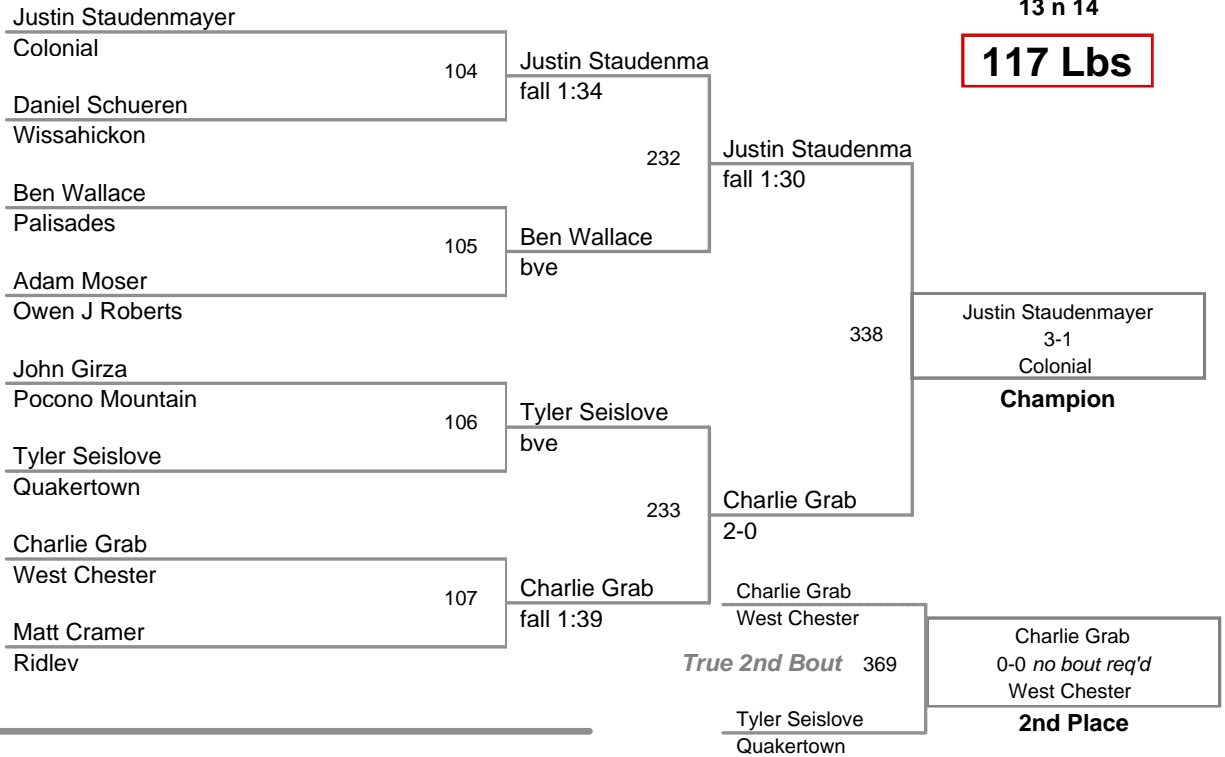 13 n 14
117 Lbs
Justin Staudenmayer
Colonial
104
Daniel Schueren
Wissahickon
Justin Staudenma
fall 1:34
232
Ben Wallace
Palisades
105
Adam Moser
Owen J Roberts
Ben Wallace
bye
Justin Staudenma
fall 1:30
338
John Girza
Pocono Mountain
106
Tyler Seislove
Quakertown
Tyler Seislove
bye
233
Charlie Grab
West Chester
107
Matt Cramer
Ridley
Charlie Grab
fall 1:39
Charlie Grab
2-0
Justin Staudenmayer
3-1
Colonial
Champion
Charlie Grab
West Chester
True 2nd Bout 369
Tyler Seislove
Quakertown
Charlie Grab
0-0 no bout req'd
West Chester
2nd Place